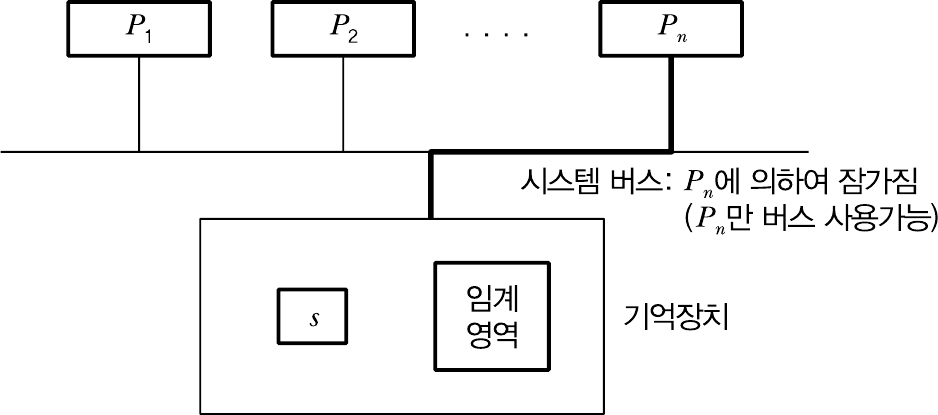 P1 P2 .... Pn
시스템 버스: Pn에 의하여 잠가짐
(Pn만 버스 사용가능)
s
임계
영역
기억장치